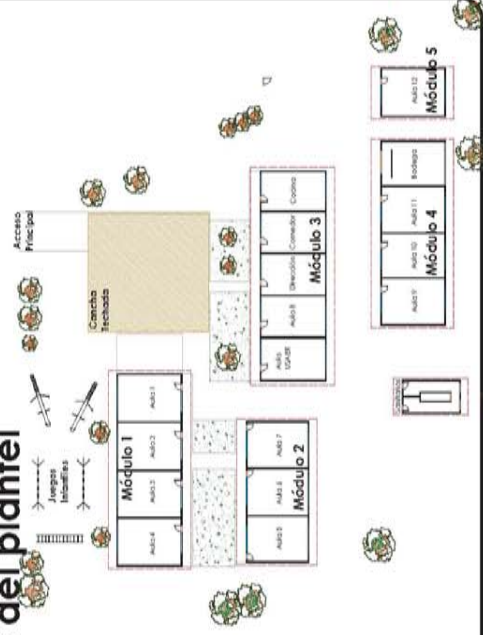 del plantel
Juegos
Infantiles
Acceso
Principal
Cancha
Techada
Módulo 1
Aula 4
Aula 3
Aula 2
Aula 1
Módulo 2
Aula 5
Aula 6
Aula 7
Módulo 3
Aula
USAER
Aula 8
Dirección
Comedor
Cocina
Módulo 4
Aula 9
Aula 10
Aula 11
Bodega
Módulo 5
Aula 12